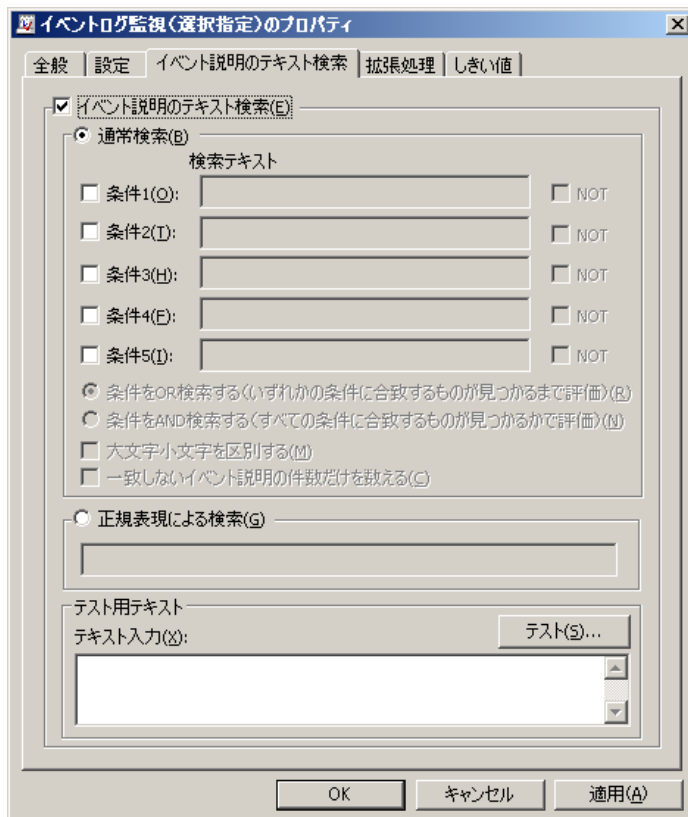 イベントログ監視(選択指定)のプロパティ
全般 設定 イベント説明のテキスト検索 拡張処理 しきい値
イベント説明のテキスト検索(E)
通常検索(B)
検索テキスト
条件1(O): NOT
条件2(T): NOT
条件3(H): NOT
条件4(F): NOT
条件5(I): NOT
条件をOR検索する(いずれかの条件に合致するものが見つかるまで評価)(R)
条件をAND検索する(すべての条件に合致するものが見つかるかで評価)(N)
大文字小文字を区別する(M)
一致しないイベント説明の件数だけを数える(C)
正規表現による検索(G)
テスト用テキスト
テキスト入力(X): テスト(S)...
OK キャンセル 適用(A)